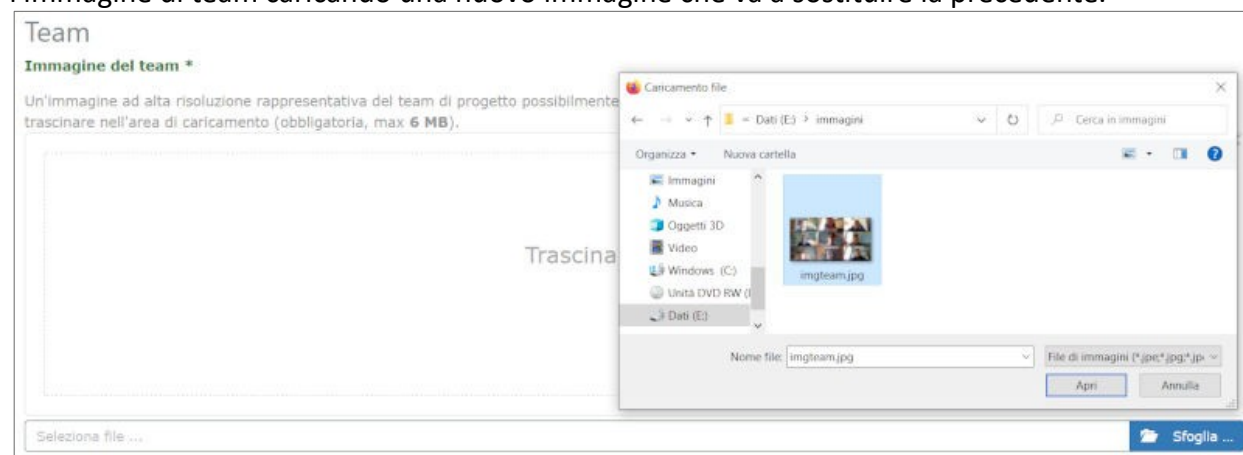 l'immagine di team caricando una nuovo immagine che va a sostituire la precedente.
Team
Immagine del team *
Un'immagine ad alta risoluzione rappresentativa del team di progetto possibilmente
trascinare nell'area di caricamento (obbligatoria, max 6 MB).
Trascina
Seleziona file ...
Sfoglia ...
Caricamento file
« Dati (E:) > immagini
Cerca in immagini
Organizza
Nuova cartella
Immagini
Musica
Oggetti 3D
Video
Windows (C:)
Unità DVD RW (
Dati (E:)
imgteam.jpg
Nome file: imgteam.jpg
File di immagini (*.jpe;*.jpg;*.jp
Apri
Annulla